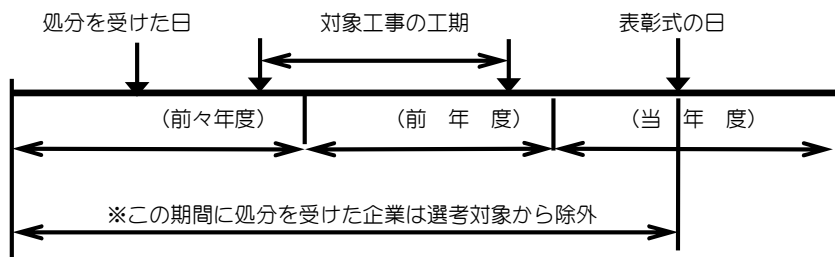 処分を受けた日 対象工事の工期 表彰式の日
(前々年度) (前 年 度) (当 年 度)
※この期間に処分を受けた企業は選考対象から除外